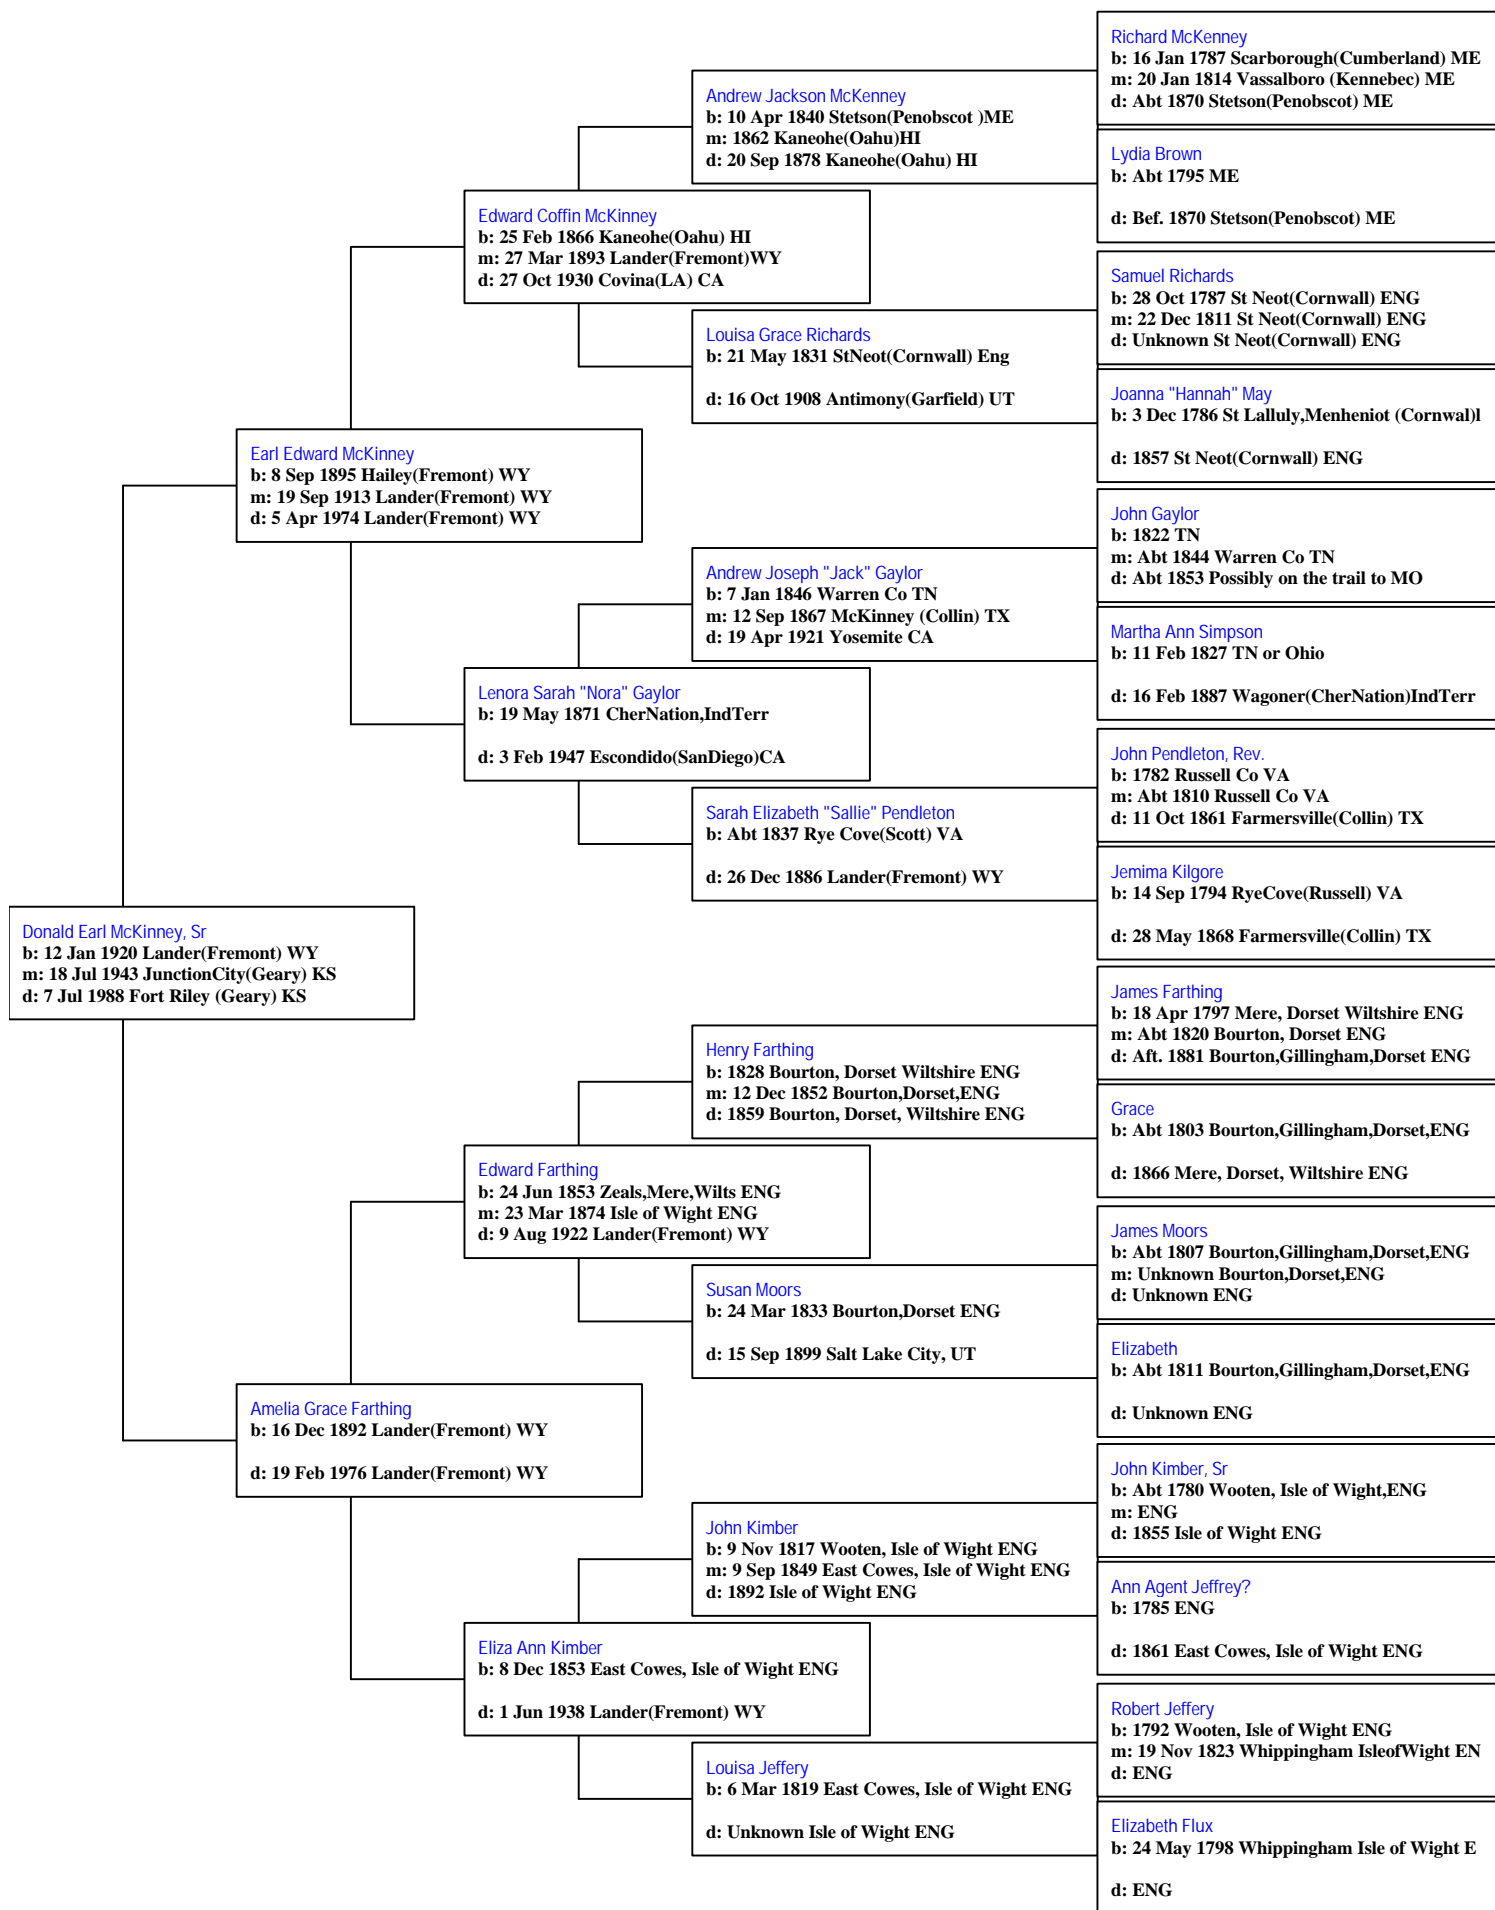 Richard McKenney
b: 16 Jan 1787 Scarborough(Cumberland) ME
m: 20 Jan 1814 Vassalboro (Kennebec) ME
d: Abt 1870 Stetson(Penobscot) ME
Andrew Jackson McKenney
b: 10 Apr 1840 Stetson(Penobscot )ME
m: 1862 Kaneohe(Oahu)HI
d: 20 Sep 1878 Kaneohe(Oahu) HI
Lydia Brown
b: Abt 1795 ME
d: Bef. 1870 Stetson(Penobscot) ME
Edward Coffin McKinney
b: 25 Feb 1866 Kaneohe(Oahu) HI
m: 27 Mar 1893 Lander(Fremont)WY
d: 27 Oct 1930 Covina(LA) CA
Samuel Richards
b: 28 Oct 1787 St Neot(Cornwall) ENG
m: 22 Dec 1811 St Neot(Cornwall) ENG
d: Unknown St Neot(Cornwall) ENG
Louisa Grace Richards
b: 21 May 1831 StNeot(Cornwall) Eng
d: 16 Oct 1908 Antimony(Garfield) UT
Joanna "Hannah" May
b: 3 Dec 1786 St Lalluly,Menheniot (Cornwal)l
d: 1857 St Neot(Cornwall) ENG
Earl Edward McKinney
b: 8 Sep 1895 Hailey(Fremont) WY
m: 19 Sep 1913 Lander(Fremont) WY
d: 5 Apr 1974 Lander(Fremont) WY
John Gaylor
b: 1822 TN
m: Abt 1844 Warren Co TN
d: Abt 1853 Possibly on the trail to MO
Andrew Joseph "Jack" Gaylor
b: 7 Jan 1846 Warren Co TN
m: 12 Sep 1867 McKinney (Collin) TX
d: 19 Apr 1921 Yosemite CA
Martha Ann Simpson
b: 11 Feb 1827 TN or Ohio
d: 16 Feb 1887 Wagoner(CherNation)IndTerr
Lenora Sarah "Nora" Gaylor
b: 19 May 1871 CherNation,IndTerr
d: 3 Feb 1947 Escondido(SanDiego)CA
John Pendleton, Rev.
b: 1782 Russell Co VA
m: Abt 1810 Russell Co VA
d: 11 Oct 1861 Farmersville(Collin) TX
Sarah Elizabeth "Sallie" Pendleton
b: Abt 1837 Rye Cove(Scott) VA
d: 26 Dec 1886 Lander(Fremont) WY
Jemima Kilgore
b: 14 Sep 1794 RyeCove(Russell) VA
d: 28 May 1868 Farmersville(Collin) TX
Donald Earl McKinney, Sr
b: 12 Jan 1920 Lander(Fremont) WY
m: 18 Jul 1943 JunctionCity(Geary) KS
d: 7 Jul 1988 Fort Riley (Geary) KS
James Farthing
b: 18 Apr 1797 Mere, Dorset Wiltshire ENG
m: Abt 1820 Bourton, Dorset ENG
d: Aft. 1881 Bourton,Gillingham,Dorset ENG
Henry Farthing
b: 1828 Bourton, Dorset Wiltshire ENG
m: 12 Dec 1852 Bourton,Dorset,ENG
d: 1859 Bourton, Dorset, Wiltshire ENG
Grace
b: Abt 1803 Bourton,Gillingham,Dorset,ENG
d: 1866 Mere, Dorset, Wiltshire ENG
Edward Farthing
b: 24 Jun 1853 Zeals,Mere,Wilts ENG
m: 23 Mar 1874 Isle of Wight ENG
d: 9 Aug 1922 Lander(Fremont) WY
James Moors
b: Abt 1807 Bourton,Gillingham,Dorset,ENG
m: Unknown Bourton,Dorset,ENG
d: Unknown ENG
Susan Moors
b: 24 Mar 1833 Bourton,Dorset ENG
d: 15 Sep 1899 Salt Lake City, UT
Elizabeth
b: Abt 1811 Bourton,Gillingham,Dorset,ENG
d: Unknown ENG
Amelia Grace Farthing
b: 16 Dec 1892 Lander(Fremont) WY
d: 19 Feb 1976 Lander(Fremont) WY
John Kimber, Sr
b: Abt 1780 Wooten, Isle of Wight,ENG
m: ENG
d: 1855 Isle of Wight ENG
John Kimber
b: 9 Nov 1817 Wooten, Isle of Wight ENG
m: 9 Sep 1849 East Cowes, Isle of Wight ENG
d: 1892 Isle of Wight ENG
Ann Agent Jeffrey?
b: 1785 ENG
d: 1861 East Cowes, Isle of Wight ENG
Eliza Ann Kimber
b: 8 Dec 1853 East Cowes, Isle of Wight ENG
d: 1 Jun 1938 Lander(Fremont) WY
Robert Jeffery
b: 1792 Wooten, Isle of Wight ENG
m: 19 Nov 1823 Whippingham IsleofWight EN
d: ENG
Louisa Jeffery
b: 6 Mar 1819 East Cowes, Isle of Wight ENG
d: Unknown Isle of Wight ENG
Elizabeth Flux
b: 24 May 1798 Whippingham Isle of Wight E
d: ENG